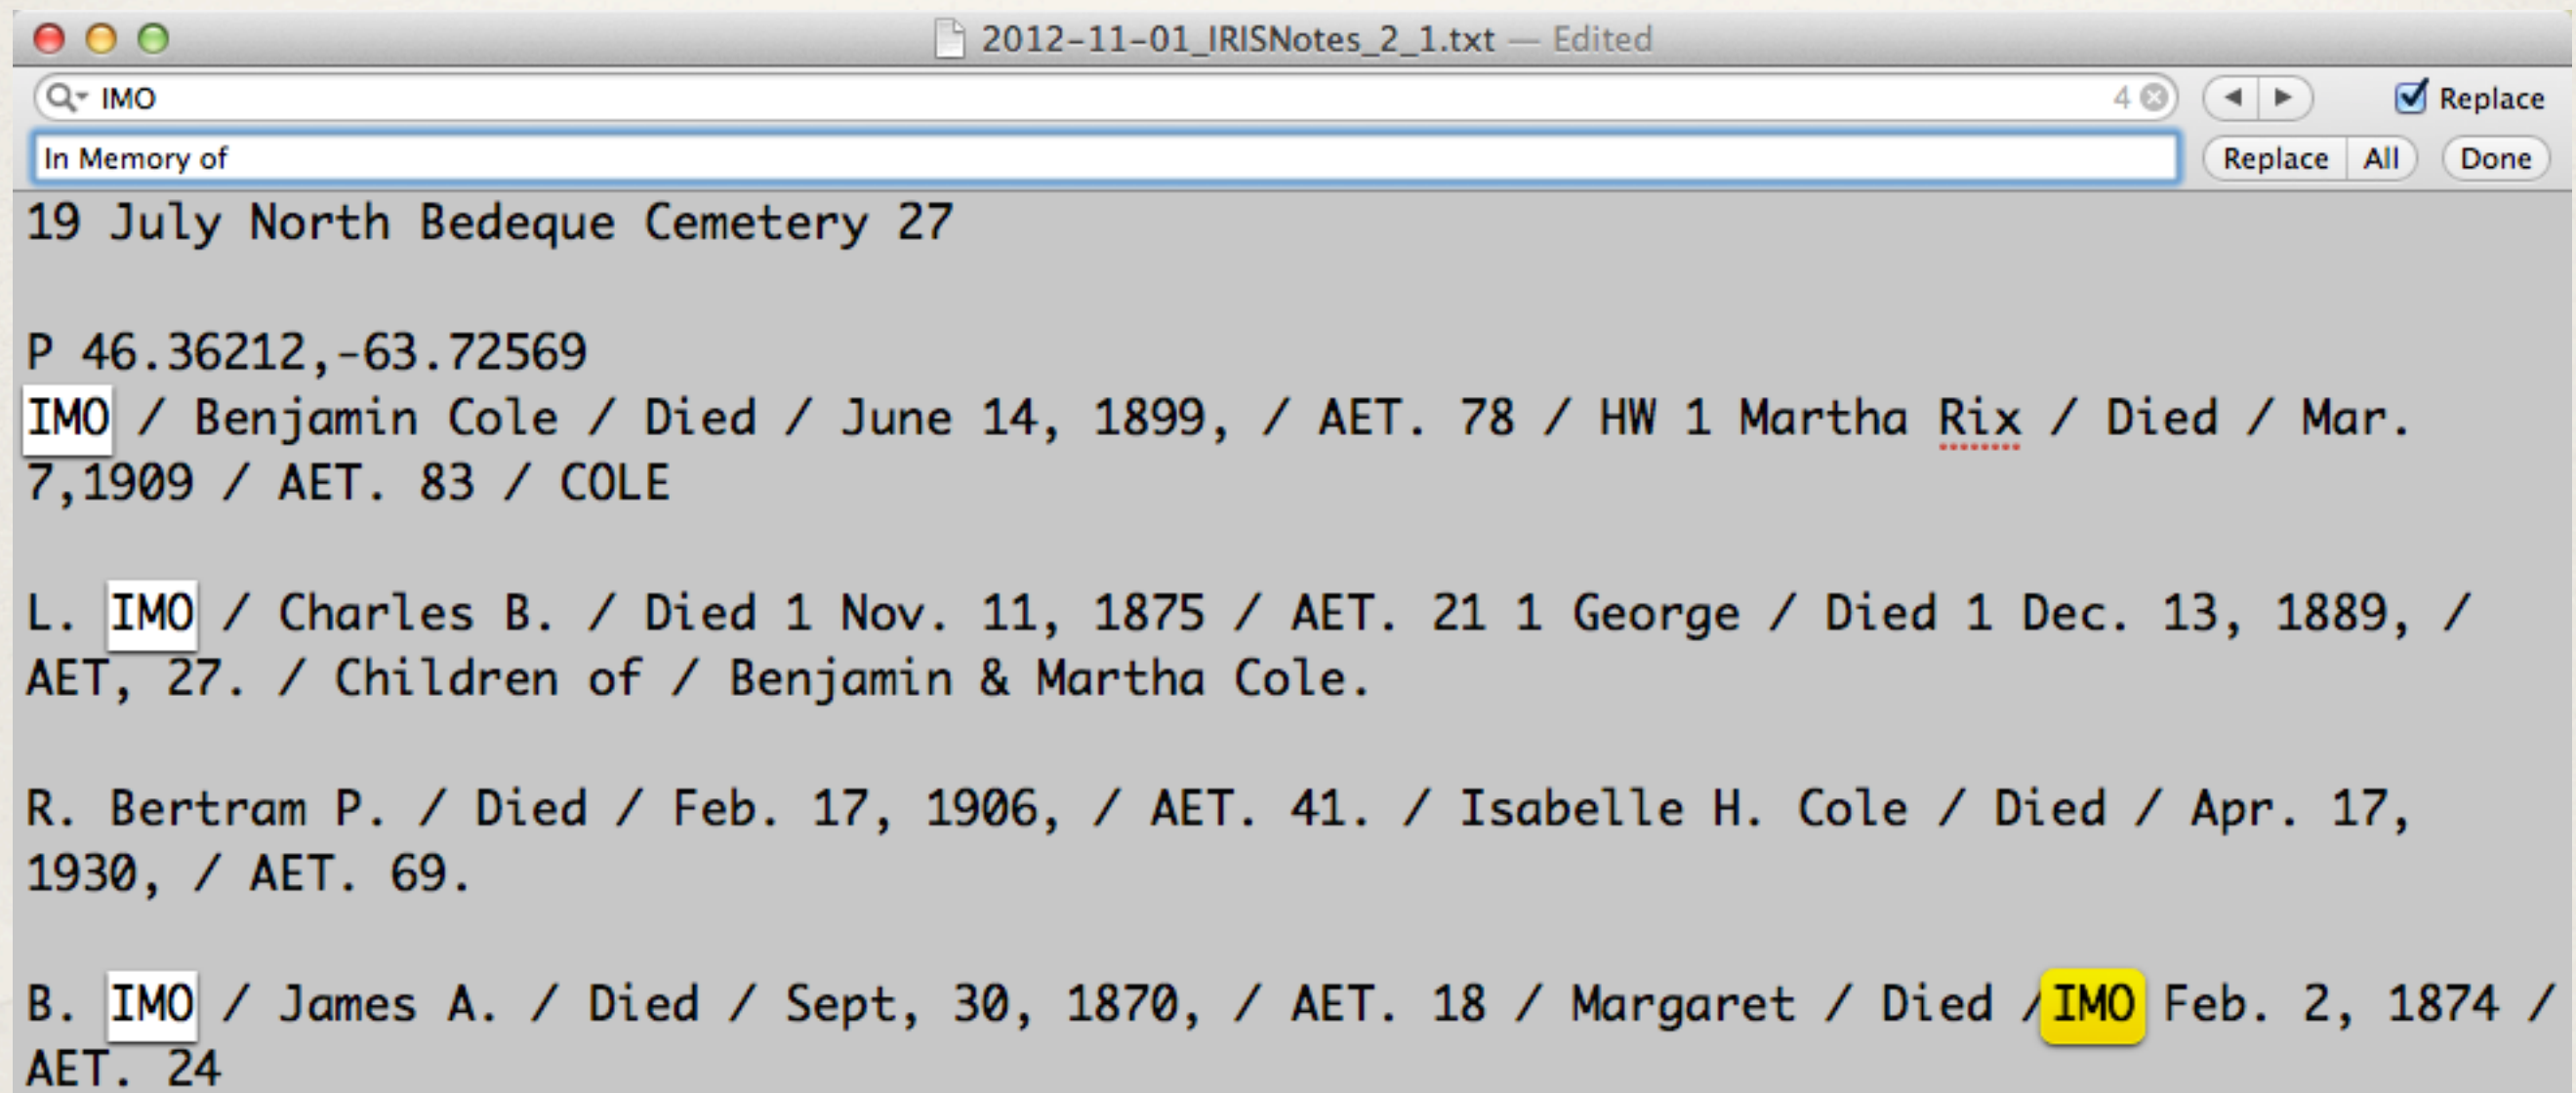 2012-11-01_IRISNotes_2_1.txt — Edited
IMO 4 Replace
In Memory of Replace All Done
19 July North Bedeque Cemetery 27
P 46.36212,-63.72569
IMO / Benjamin Cole / Died / June 14, 1899, / AET. 78 / HW 1 Martha Rix / Died / Mar.
7,1909 / AET. 83 / COLE
L. IMO / Charles B. / Died 1 Nov. 11, 1875 / AET. 21 1 George / Died 1 Dec. 13, 1889, /
AET, 27. / Children of / Benjamin & Martha Cole.
R. Bertram P. / Died / Feb. 17, 1906, / AET. 41. / Isabelle H. Cole / Died / Apr. 17,
1930, / AET. 69.
B. IMO / James A. / Died / Sept, 30, 1870, / AET. 18 / Margaret / Died /IMO Feb. 2, 1874 /
AET. 24